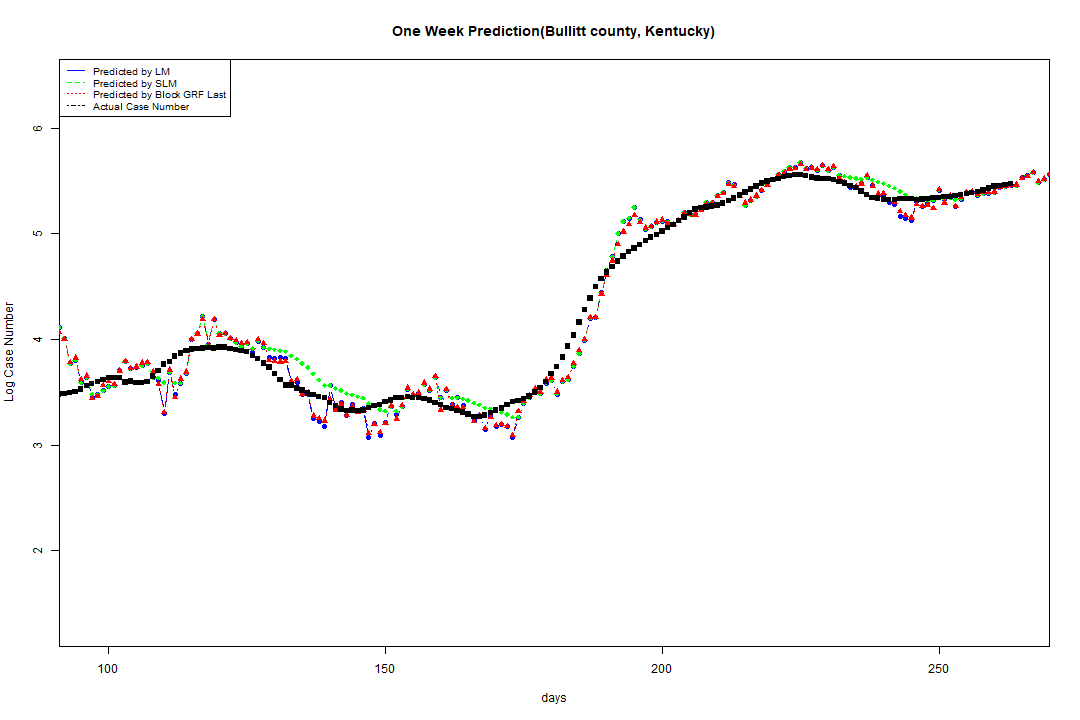 One Week Prediction(Bullitt county, Kentucky)
Predicted by LM
Predicted by SLM
Predicted by Block GRF Last
Actual Case Number
Log Case Number
6
5
4
3
2
100 150 200 250
days